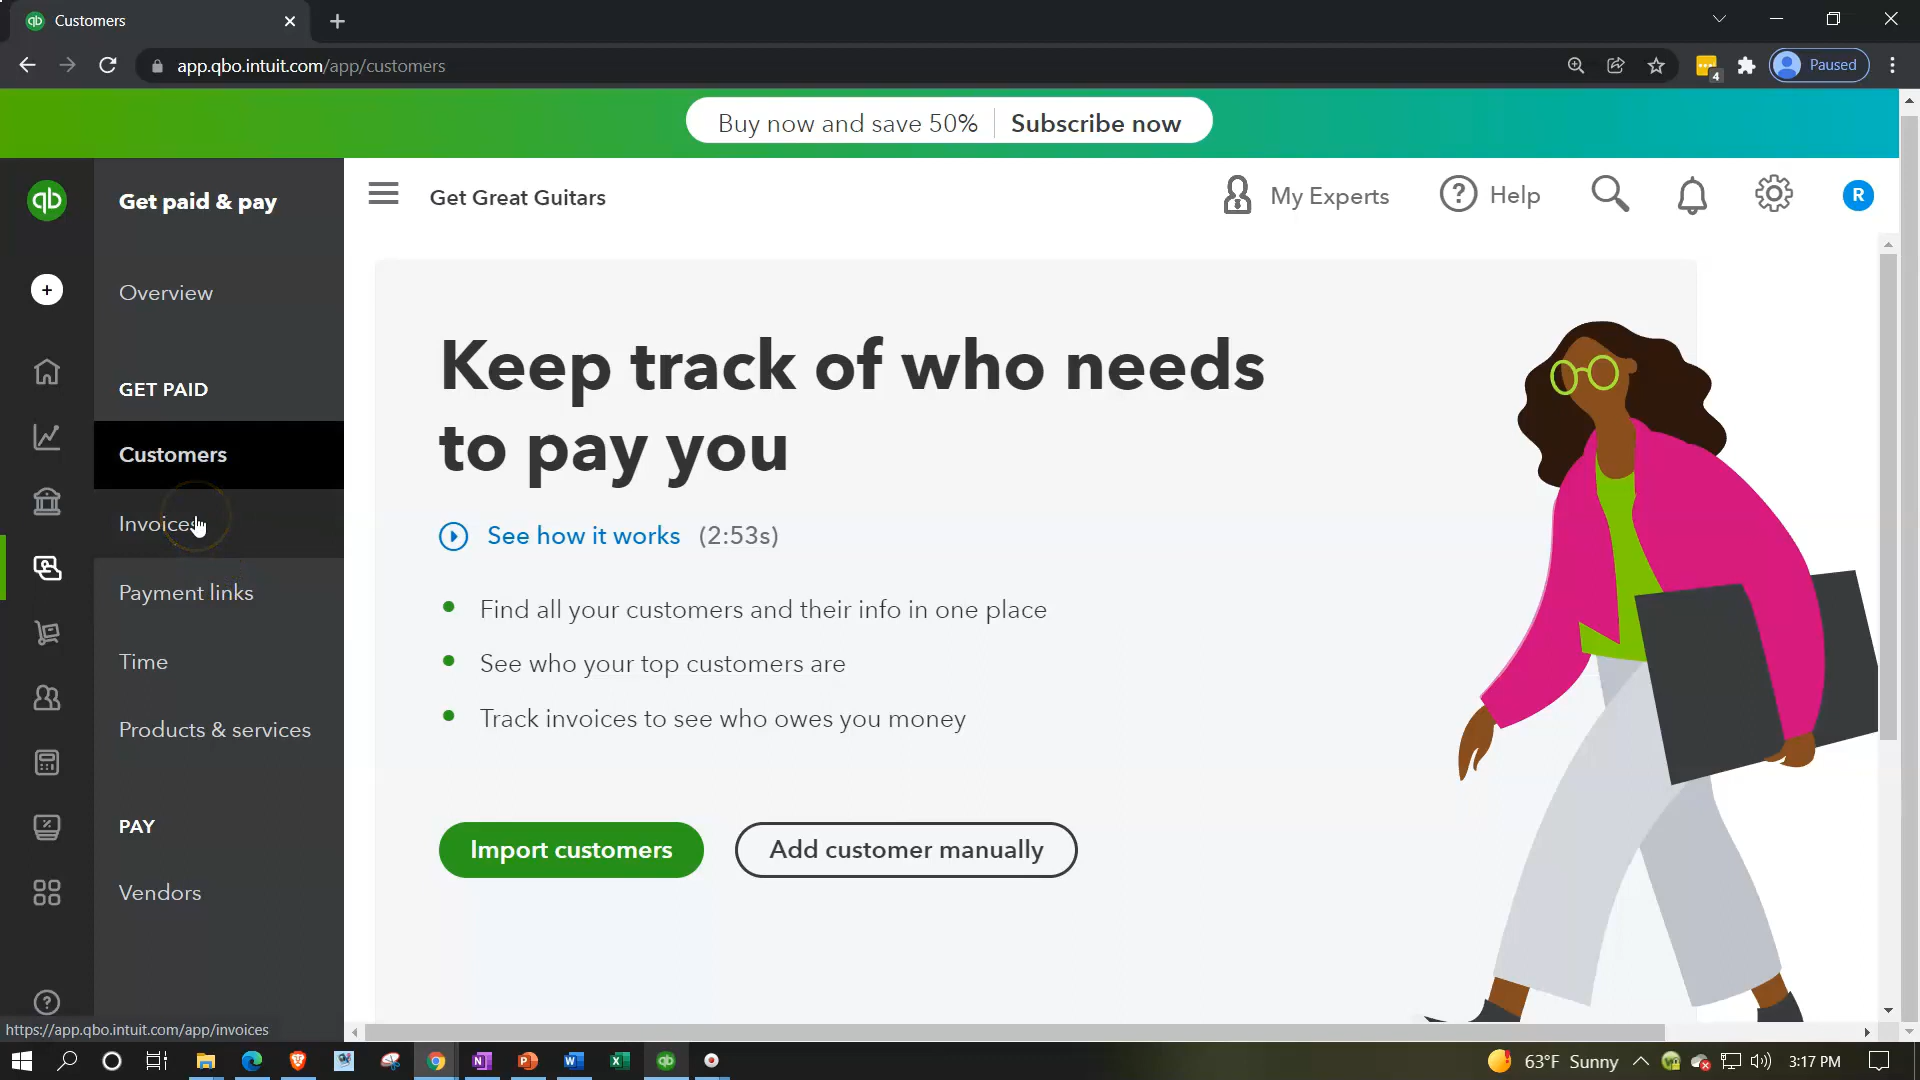 Customers
app.qbo.intuit.com/app/customers
4
Paused
Buy now and save 50%
Subscribe now
qb
Get paid & pay
Get Great Guitars
My Experts
Help
R
Overview
GET PAID
Customers
Invoices
Payment links
Time
Products & services
PAY
Vendors
Keep track of who needs
to pay you
See how it works (2:53s)
Find all your customers and their info in one place
See who your top customers are
Track invoices to see who owes you money
Import customers
Add customer manually
https://app.qbo.intuit.com/app/invoices
63°F Sunny
3:17 PM